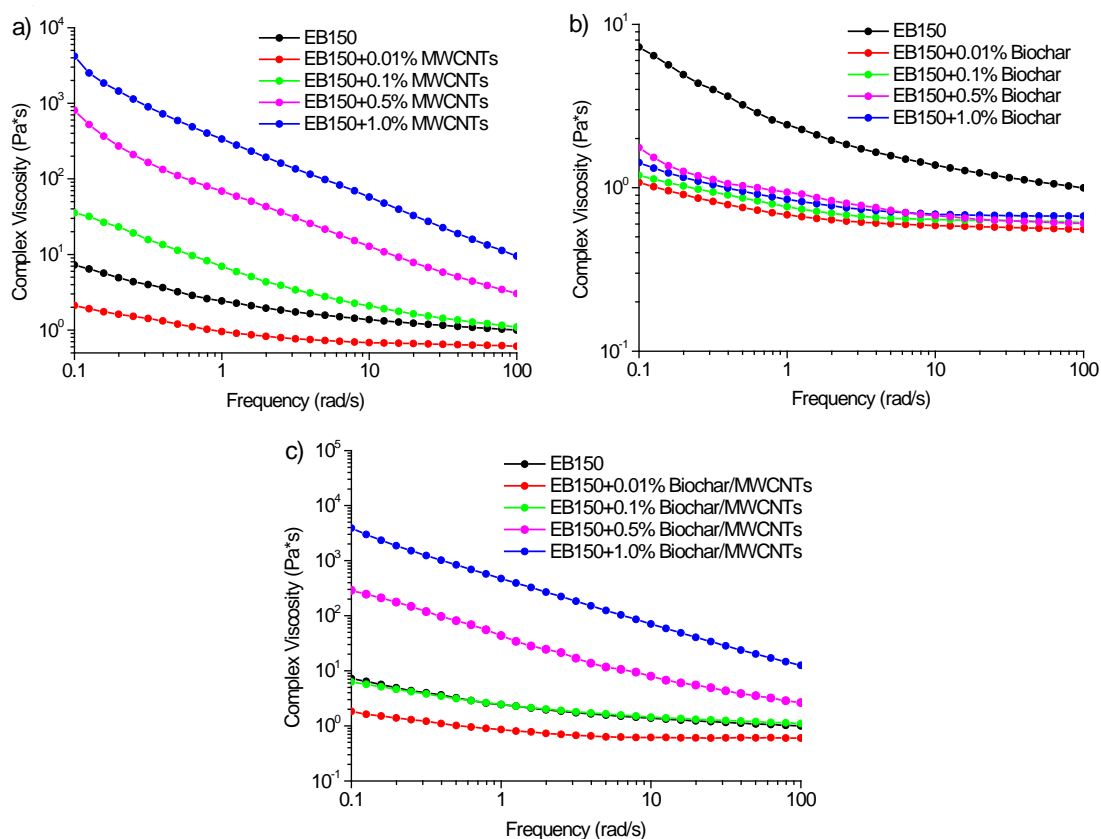 a)
EB150
EB150+0.01% MWCNTs
EB150+0.1% MWCNTs
EB150+0.5% MWCNTs
EB150+1.0% MWCNTs
Complex Viscosity (Pa*s)
10^4
10^3
10^2
10^1
10^0
0.1 1 10 100
Frequency (rad/s)
b)
EB150
EB150+0.01% Biochar
EB150+0.1% Biochar
EB150+0.5% Biochar
EB150+1.0% Biochar
Complex Viscosity (Pa*s)
10^1
10^0
10^-1
0.1 1 10 100
Frequency (rad/s)
c)
EB150
EB150+0.01% Biochar/MWCNTs
EB150+0.1% Biochar/MWCNTs
EB150+0.5% Biochar/MWCNTs
EB150+1.0% Biochar/MWCNTs
Complex Viscosity (Pa*s)
10^5
10^4
10^3
10^2
10^1
10^0
10^-1
0.1 1 10 100
Frequency (rad/s)